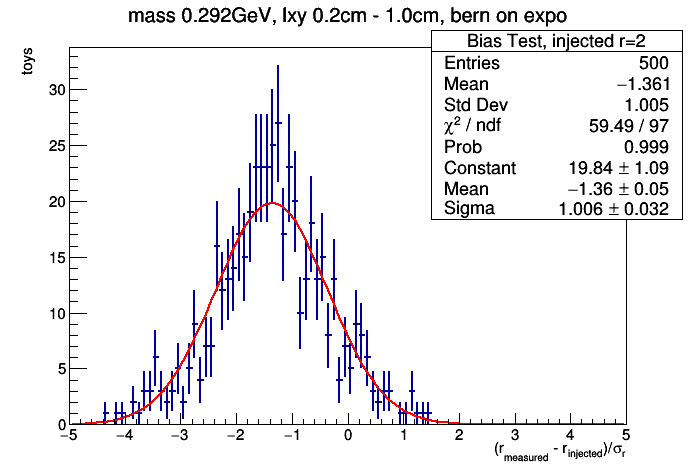 mass 0.292GeV, lxy 0.2cm - 1.0cm, bern on expo
Bias Test, injected r=2
Entries 500
Mean −1.361
Std Dev 1.005
χ² / ndf 59.49 / 97
Prob 0.999
Constant 19.84 ± 1.09
Mean −1.36 ± 0.05
Sigma 1.006 ± 0.032
toys
30
25
20
15
10
5
0
−5 −4 −3 −2 −1 0 1 2 3 4 5
(r_measured - r_injected)/σ_r